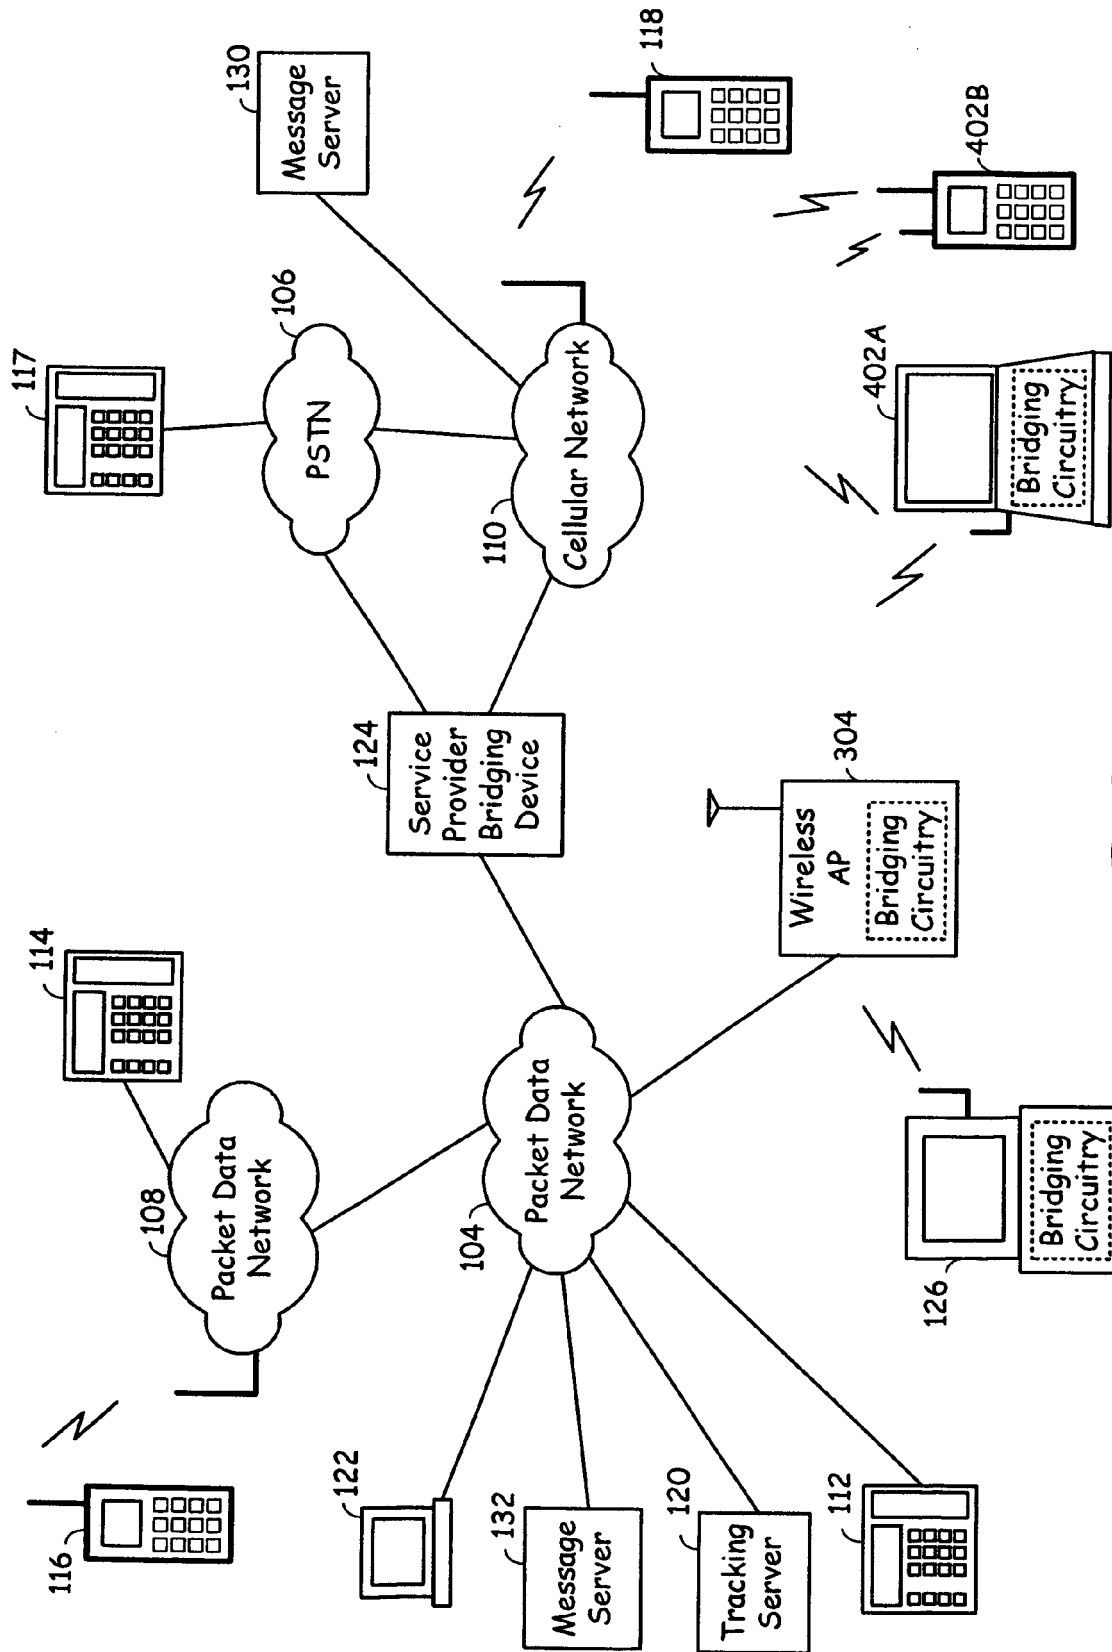 116
114
117
108
Packet Data
Network
130
Message
Server
106
PSTN
122
124
Service
Provider
Bridging
Device
104
Packet Data
Network
110
Cellular Network
132
Message
Server
118
120
Tracking
Server
304
Wireless
AP
Bridging
Circuitry
112
402A
Bridging
Circuitry
402B
126
Bridging
Circuitry